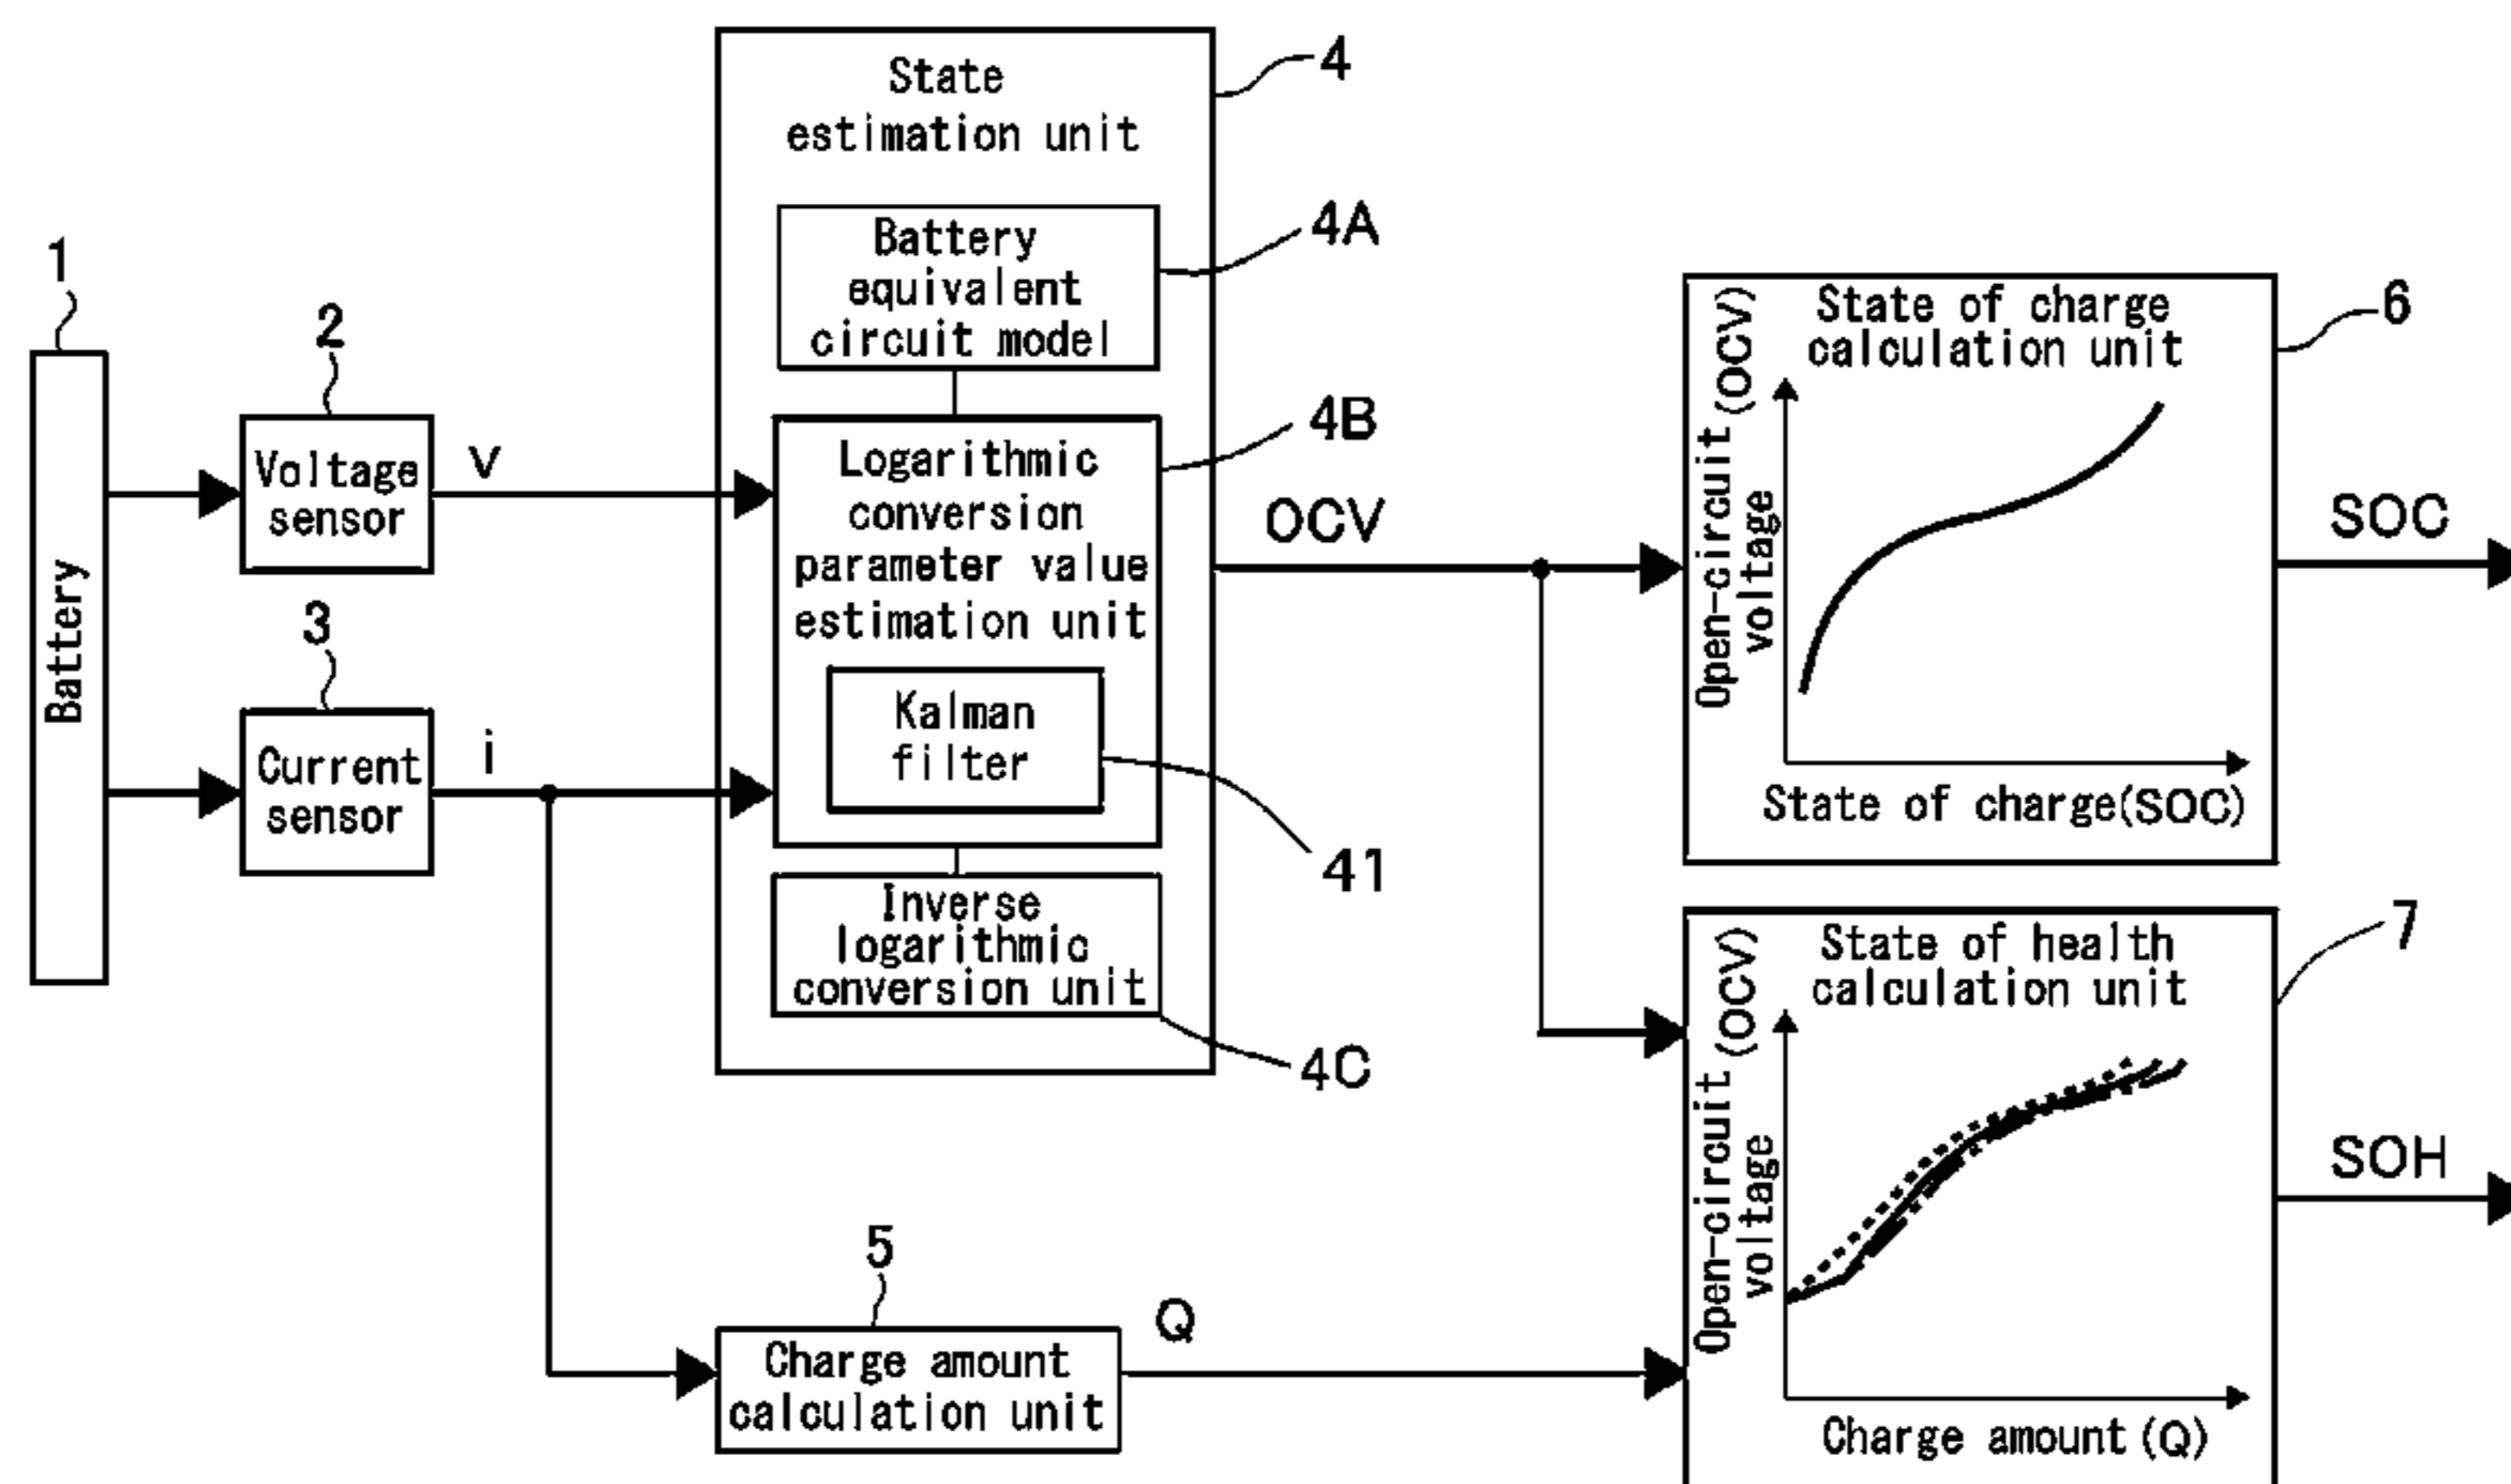 1
Battery
2
Voltage
sensor
v
3
Current
sensor
i
State
estimation unit
4
Battery
equivalent
circuit model
4A
Logarithmic
conversion
parameter value
estimation unit
4B
Kalman
filter
41
Inverse
logarithmic
conversion unit
4C
OCV
5
Charge amount
calculation unit
Q
State of charge
calculation unit
6
Open-circuit (OCV)
voltage
State of charge(SOC)
SOC
State of health
calculation unit
7
Open-circuit (OCV)
voltage
Charge amount (Q)
SOH